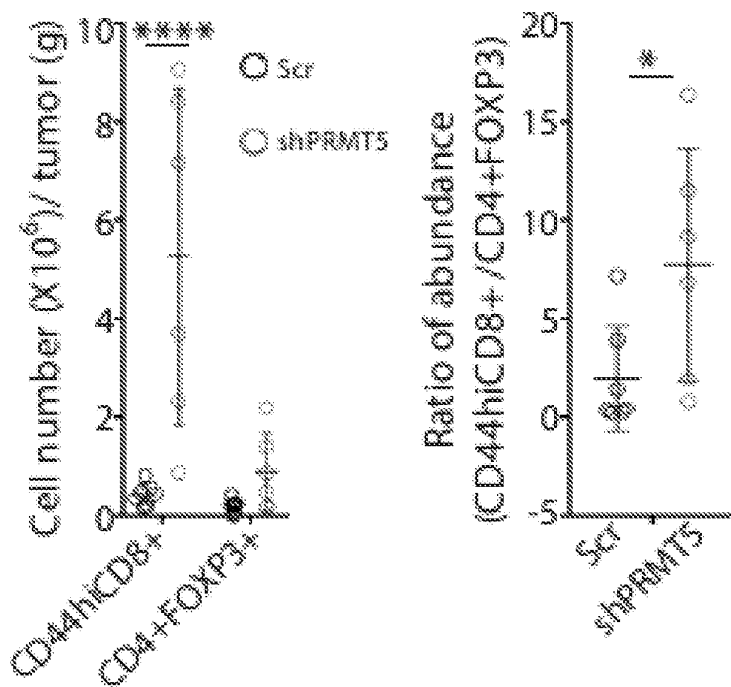 Cell number (X10⁶)/ tumor (g)
10
8
6
4
2
0
****
Scr
shPRMT5
CD44hiCD8+
CD4+FOXP3+
Ratio of abundance
(CD44hiCD8+/CD4+FOXP3)
20
15
10
5
0
-5
*
Scr
shPRMT5